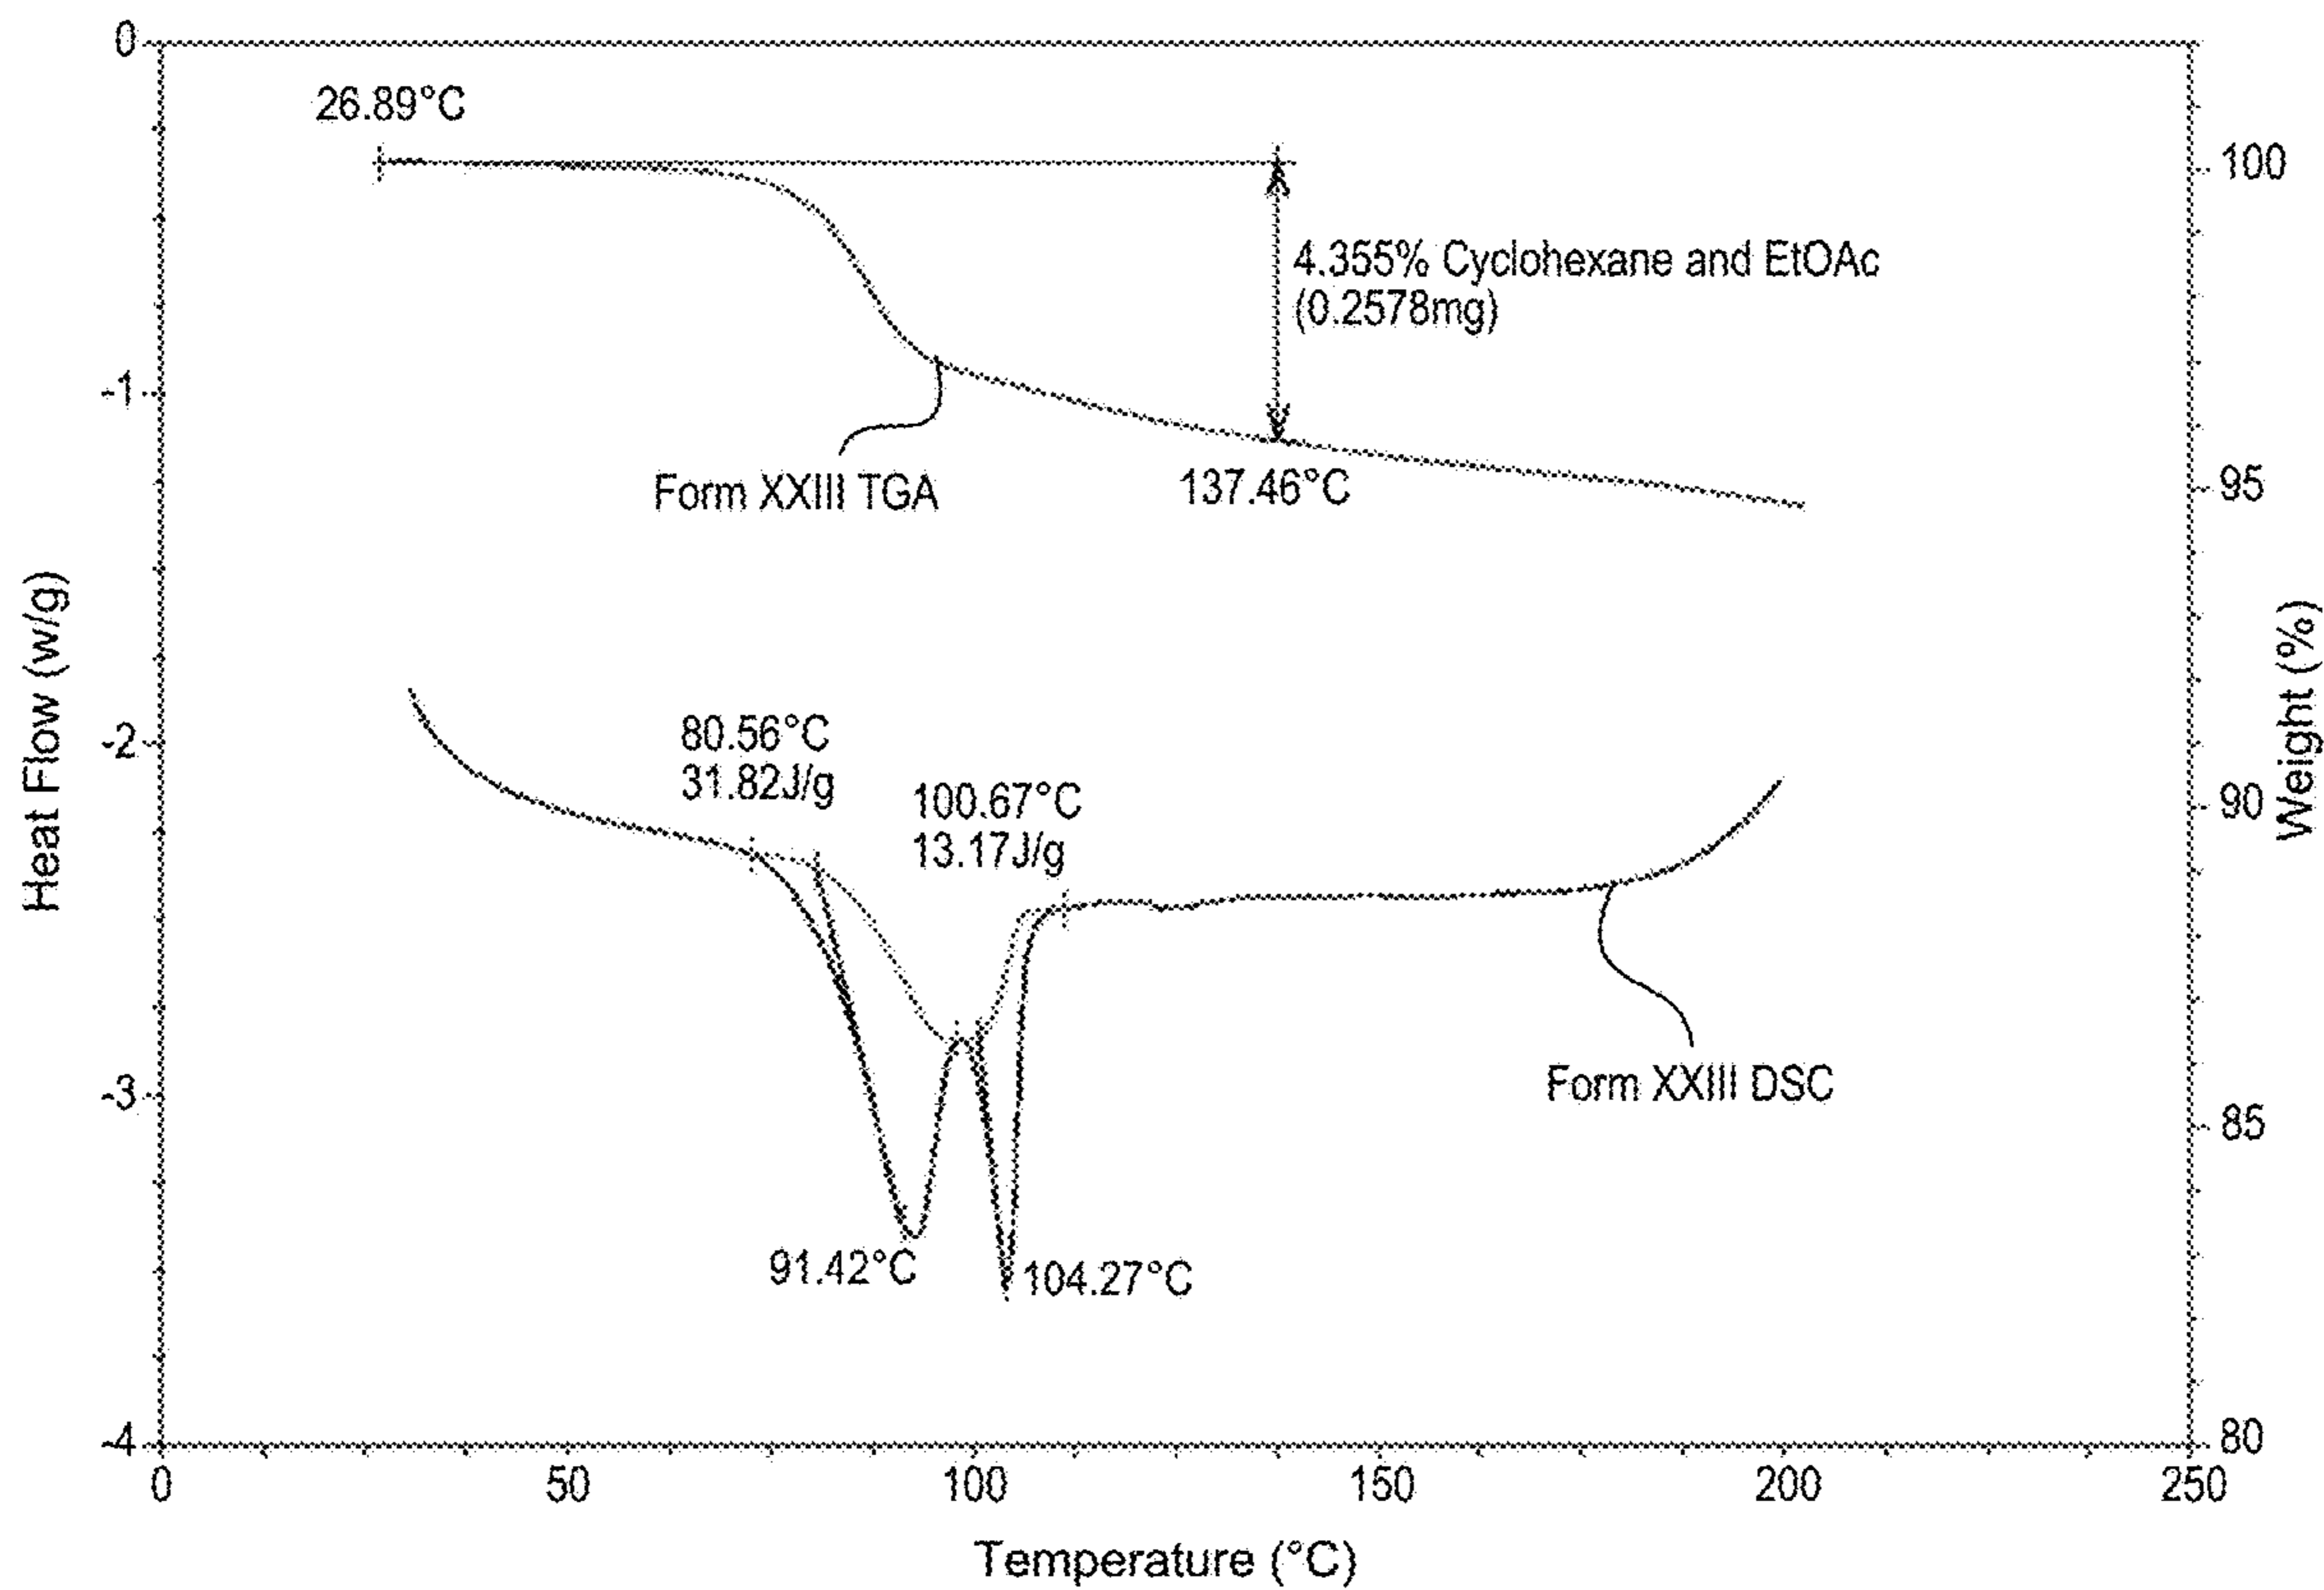 0
-1
-2
-3
-4
Heat Flow (w/g)
26.89°C
4.355% Cyclohexane and EtOAc
(0.2578mg)
Form XXIII TGA
137.46°C
80.56°C
31.82J/g
100.67°C
13.17J/g
Form XXIII DSC
91.42°C
104.27°C
100
95
90
85
80
Weight (%)
0
50
100
150
200
250
Temperature (°C)